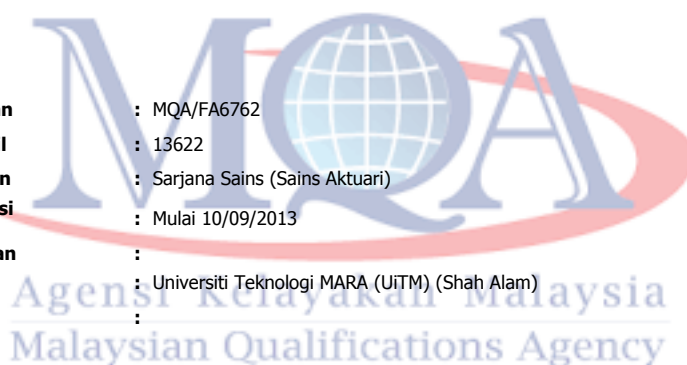 MQA
an : MQA/FA6762
l : 13622
n : Sarjana Sains (Sains Aktuari)
si : Mulai 10/09/2013
an :
: Universiti Teknologi MARA (UiTM) (Shah Alam)
:
Agensi Kelayakan Malaysia
Malaysian Qualifications Agency